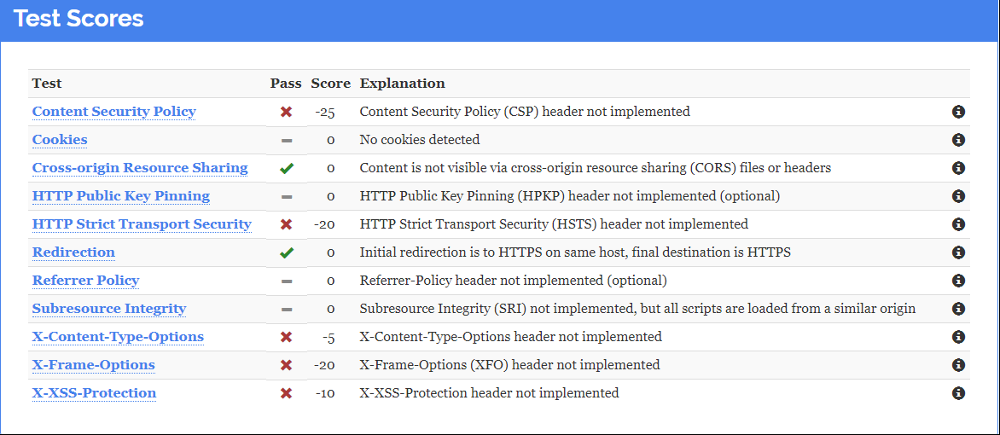 Test Scores
Test Pass Score Explanation
Content Security Policy -25 Content Security Policy (CSP) header not implemented
Cookies 0 No cookies detected
Cross-origin Resource Sharing 0 Content is not visible via cross-origin resource sharing (CORS) files or headers
HTTP Public Key Pinning 0 HTTP Public Key Pinning (HPKP) header not implemented (optional)
HTTP Strict Transport Security -20 HTTP Strict Transport Security (HSTS) header not implemented
Redirection 0 Initial redirection is to HTTPS on same host, final destination is HTTPS
Referrer Policy 0 Referrer-Policy header not implemented (optional)
Subresource Integrity 0 Subresource Integrity (SRI) not implemented, but all scripts are loaded from a similar origin
X-Content-Type-Options -5 X-Content-Type-Options header not implemented
X-Frame-Options -20 X-Frame-Options (XFO) header not implemented
X-XSS-Protection -10 X-XSS-Protection header not implemented